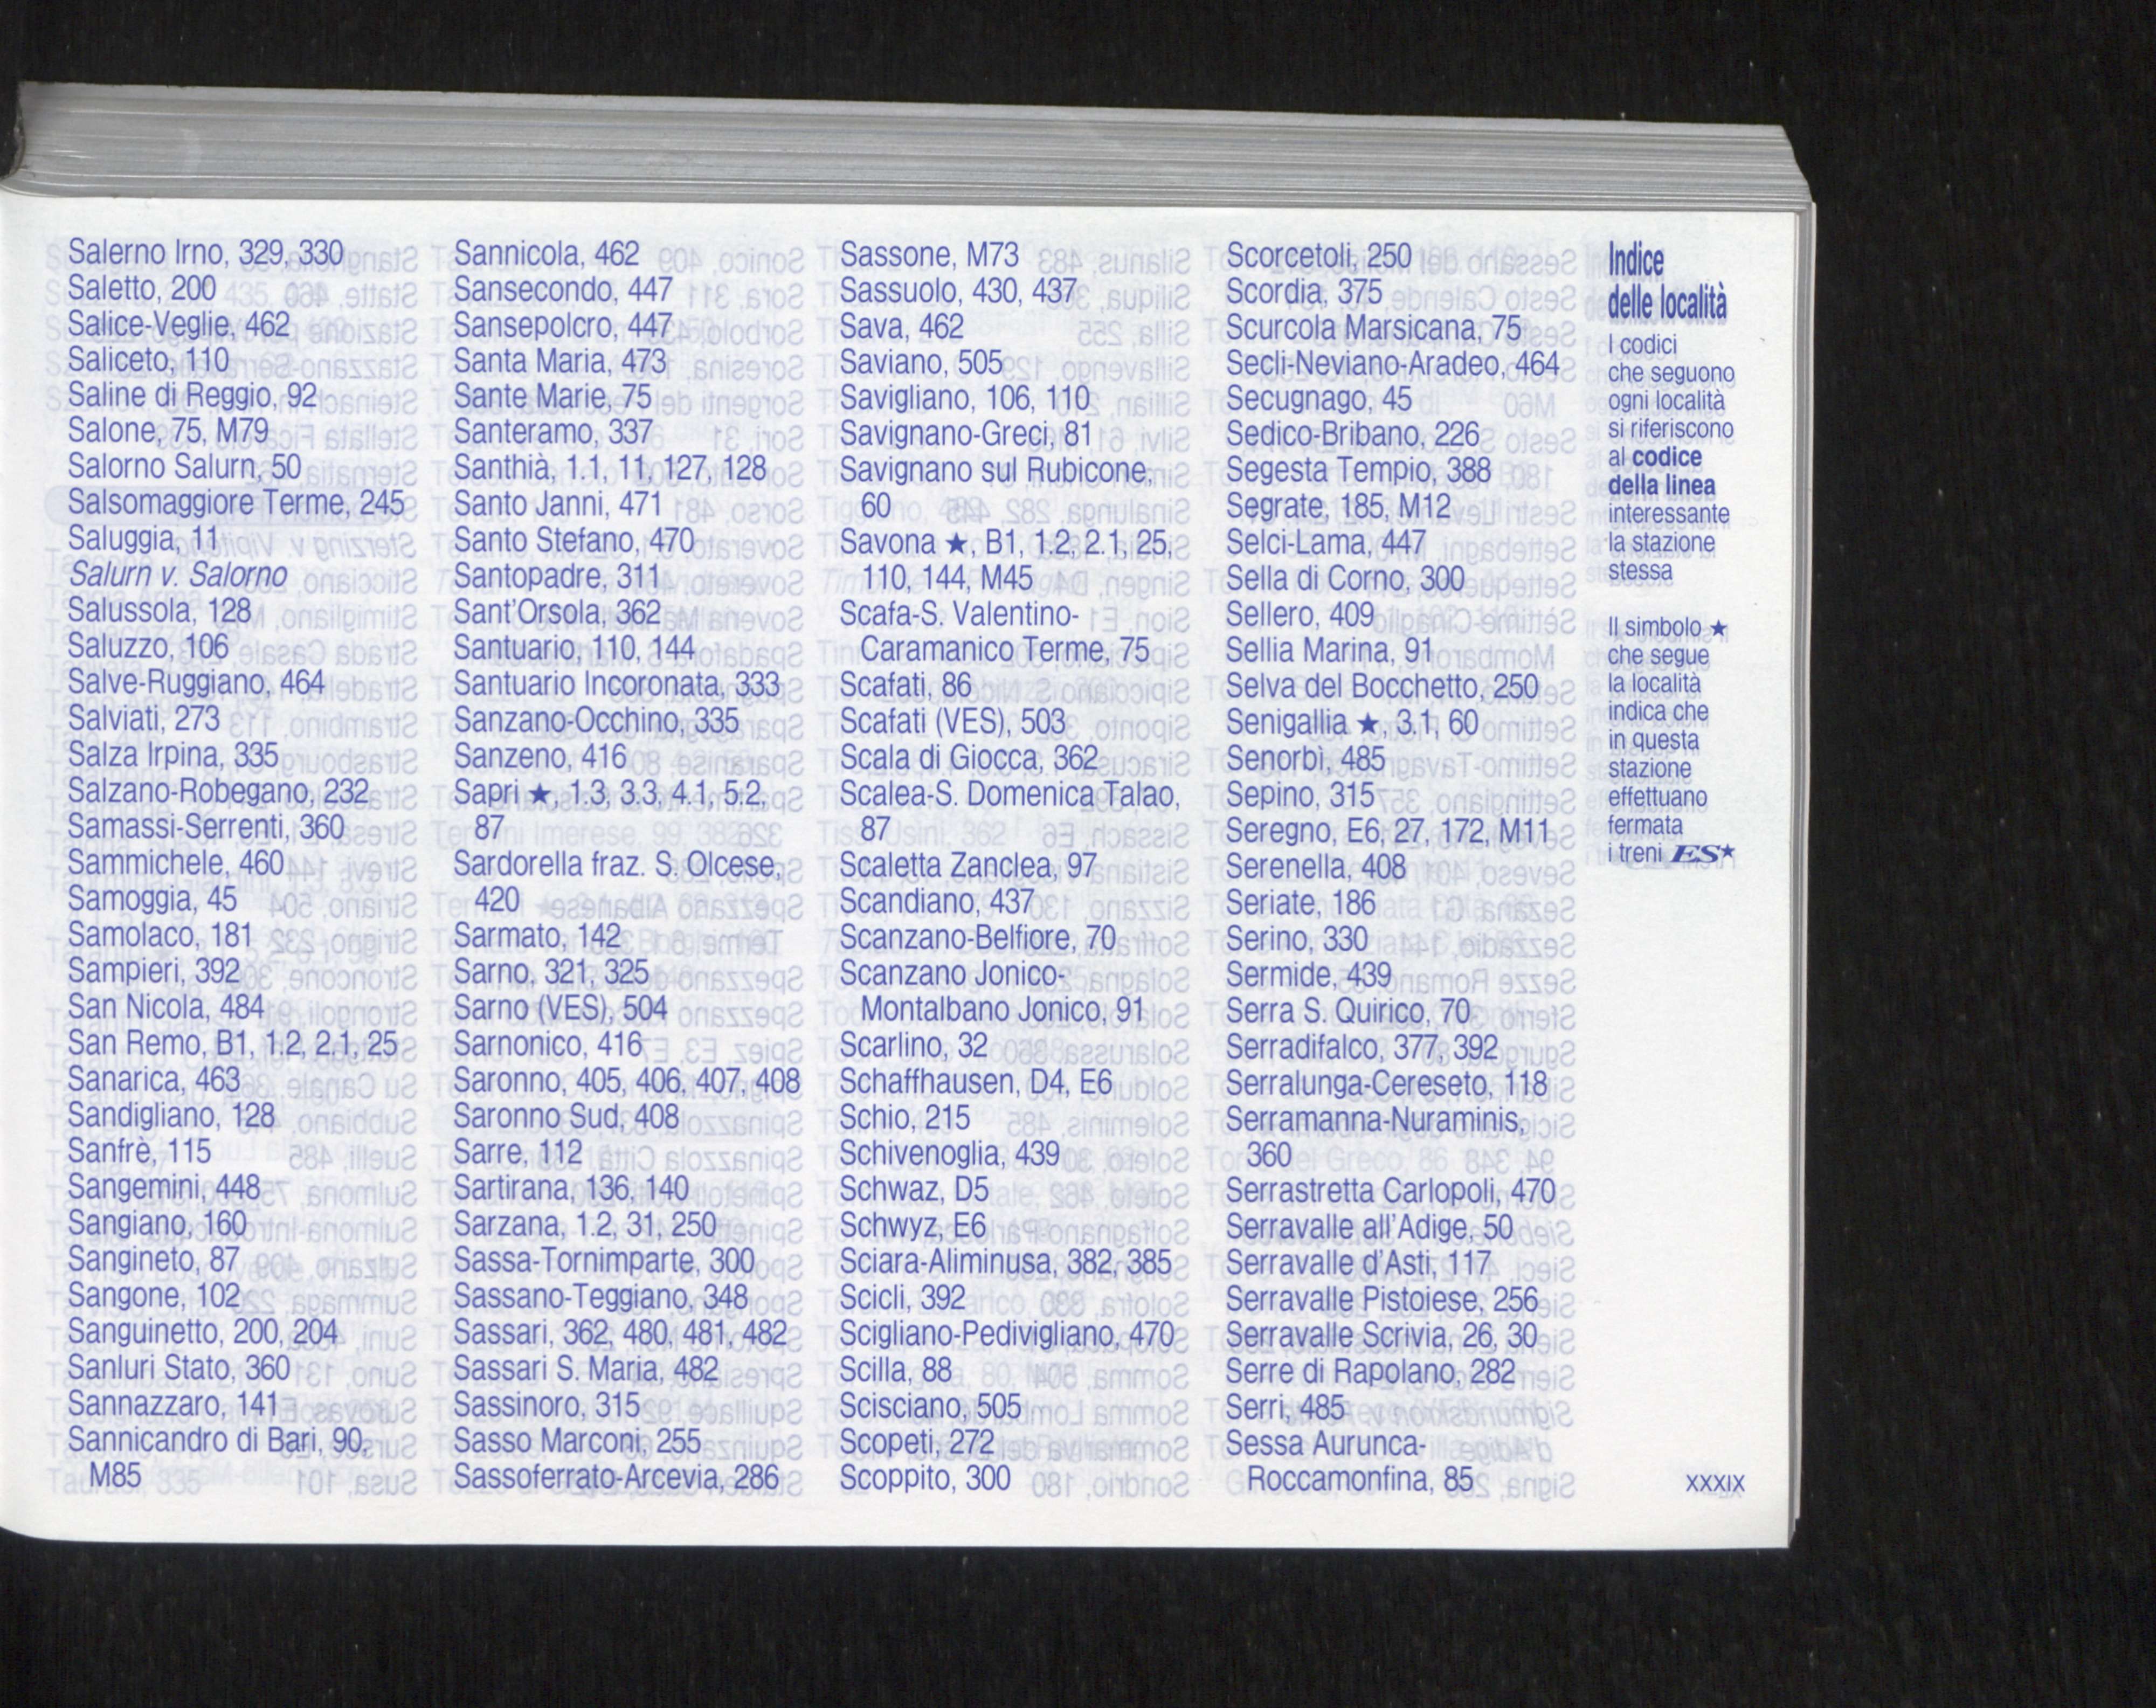 Salerno Irno, 329, 330
Saletto, 200
Salice-Veglie, 462
Saliceto, 110
Saline di Reggio, 92
Salone, 75, M79
Salorno Salurn, 50
Salsomaggiore Terme, 245
Saluggia, 11
Salurn v. Salorno
Salussola, 128
Saluzzo, 106
Salve-Ruggiano, 464
Salviati, 273
Salza Irpina, 335
Salzano-Robegano, 232
Samassi-Serrenti, 360
Sammichele, 460
Samoggia, 45
Samolaco, 181
Sampieri, 392
San Nicola, 484
San Remo, B1, 1.2, 2.1, 25
Sanarica, 463
Sandigliano, 128
Sanfrè, 115
Sangemini, 448
Sangiano, 160
Sangineto, 87
Sangone, 102
Sanguinetto, 200, 204
Sanluri Stato, 360
Sannazzaro, 141
Sannicandro di Bari, 90,
M85
Sannicola, 462
Sansecondo, 447
Sansepolcro, 447
Santa Maria, 473
Sante Marie, 75
Santeramo, 337
Santhià, 1.1, 11, 127, 128
Santo Janni, 471
Santo Stefano, 470
Santopadre, 311
Sant'Orsola, 362
Santuario, 110, 144
Santuario Incoronata, 333
Sanzano-Occhino, 335
Sanzeno, 416
Sapri ★, 1.3, 3.3, 4.1, 5.2,
87
Sardorella fraz. S. Olcese,
420
Sarmato, 142
Sarno, 321, 325
Sarno (VES), 504
Sarnonico, 416
Saronno, 405, 406, 407, 408
Saronno Sud, 408
Sarre, 112
Sartirana, 136, 140
Sarzana, 1.2, 31, 250
Sassa-Tornimparte, 300
Sassano-Teggiano, 348
Sassari, 362, 480, 481, 482
Sassari S. Maria, 482
Sassinoro, 315
Sasso Marconi, 255
Sassoferrato-Arcevia, 286
Sassone, M73
Sassuolo, 430, 437
Sava, 462
Saviano, 505
Savigliano, 106, 110
Savignano-Greci, 81
Savignano sul Rubicone,
60
Savona ★, B1, 1.2, 2.1, 25,
110, 144, M45
Scafa-S. Valentino-
Caramanico Terme, 75
Scafati, 86
Scafati (VES), 503
Scala di Giocca, 362
Scalea-S. Domenica Talao,
87
Scaletta Zanclea, 97
Scandiano, 437
Scanzano-Belfiore, 70
Scanzano Jonico-
Montalbano Jonico, 91
Scarlino, 32
Schaffhausen, D4, E6
Schio, 215
Schivenoglia, 439
Schwaz, D5
Schwyz, E6
Sciara-Aliminusa, 382, 385
Scicli, 392
Scigliano-Pedivigliano, 470
Scilla, 88
Scisciano, 505
Scopeti, 272
Scoppito, 300
Scorcetoli, 250
Scordia, 375
Scurcola Marsicana, 75
Secli-Neviano-Aradeo, 464
Secugnago, 45
Sedico-Bribano, 226
Segesta Tempio, 388
Segrate, 185, M12
Selci-Lama, 447
Sella di Corno, 300
Sellero, 409
Sellia Marina, 91
Selva del Bocchetto, 250
Senigallia ★, 3.1, 60
Senorbì, 485
Sepino, 315
Seregno, E6, 27, 172, M11
Serenella, 408
Seriate, 186
Serino, 330
Sermide, 439
Serra S. Quirico, 70
Serradifalco, 377, 392
Serralunga-Cereseto, 118
Serramanna-Nuraminis,
360
Serrastretta Carlopoli, 470
Serravalle all'Adige, 50
Serravalle d'Asti, 117
Serravalle Pistoiese, 256
Serravalle Scrivia, 26, 30
Serre di Rapolano, 282
Serri, 485
Sessa Aurunca-
Roccamonfina, 85
Indice
delle località
I codici
che seguono
ogni località
si riferiscono
al codice
della linea
interessante
la stazione
stessa
Il simbolo ★
che segue
la località
indica che
in questa
stazione
effettuano
fermata
i treni ES★
XXXIX